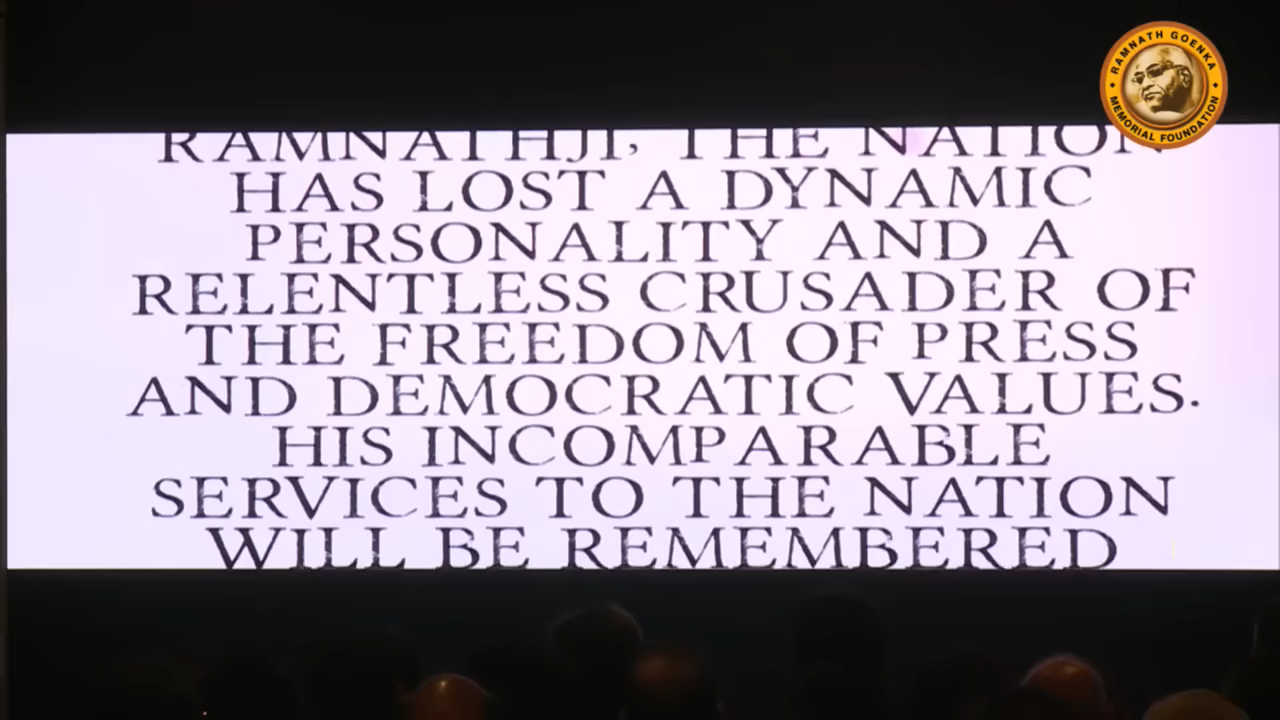 RAMNATHJI, THE NATION
HAS LOST A DYNAMIC
PERSONALITY AND A
RELENTLESS CRUSADER OF
THE FREEDOM OF PRESS
AND DEMOCRATIC VALUES.
HIS INCOMPARABLE
SERVICES TO THE NATION
WILL BE REMEMBERED
RAMNATH GOENKA
MEMORIAL FOUNDATION